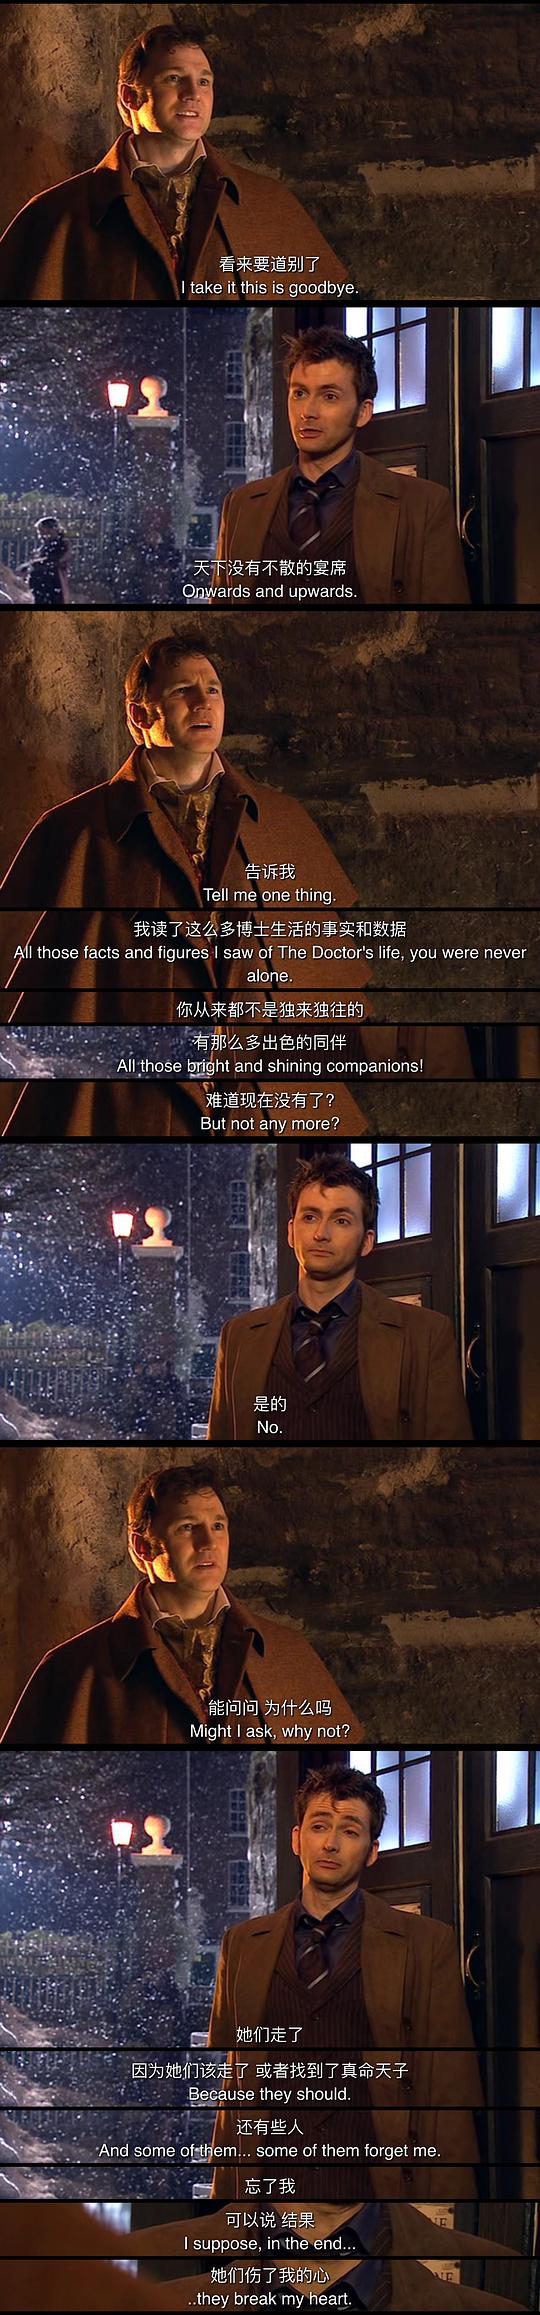 看来要道别了
I take it this is goodbye.
天下没有不散的宴席
Onwards and upwards.
告诉我
Tell me one thing.
我读了这么多博士生活的事实和数据
All those facts and figures I saw of The Doctor's life, you were never
alone.
你从来都不是独来独往的
有那么多出色的同伴
All those bright and shining companions!
难道现在没有了?
But not any more?
是的
No.
能问问 为什么吗
Might I ask, why not?
她们走了
因为她们该走了 或者找到了真命天子
Because they should.
还有些人
And some of them... some of them forget me.
忘了我
可以说 结果
I suppose, in the end...
她们伤了我的心
..they break my heart.